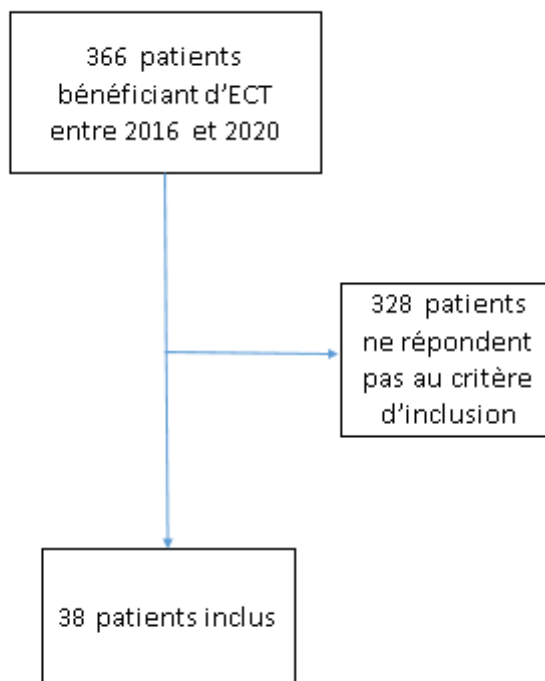 366 patients
bénéficiant d'ECT
entre 2016 et 2020
328 patients
ne répondent
pas au critère
d'inclusion
38 patients inclus